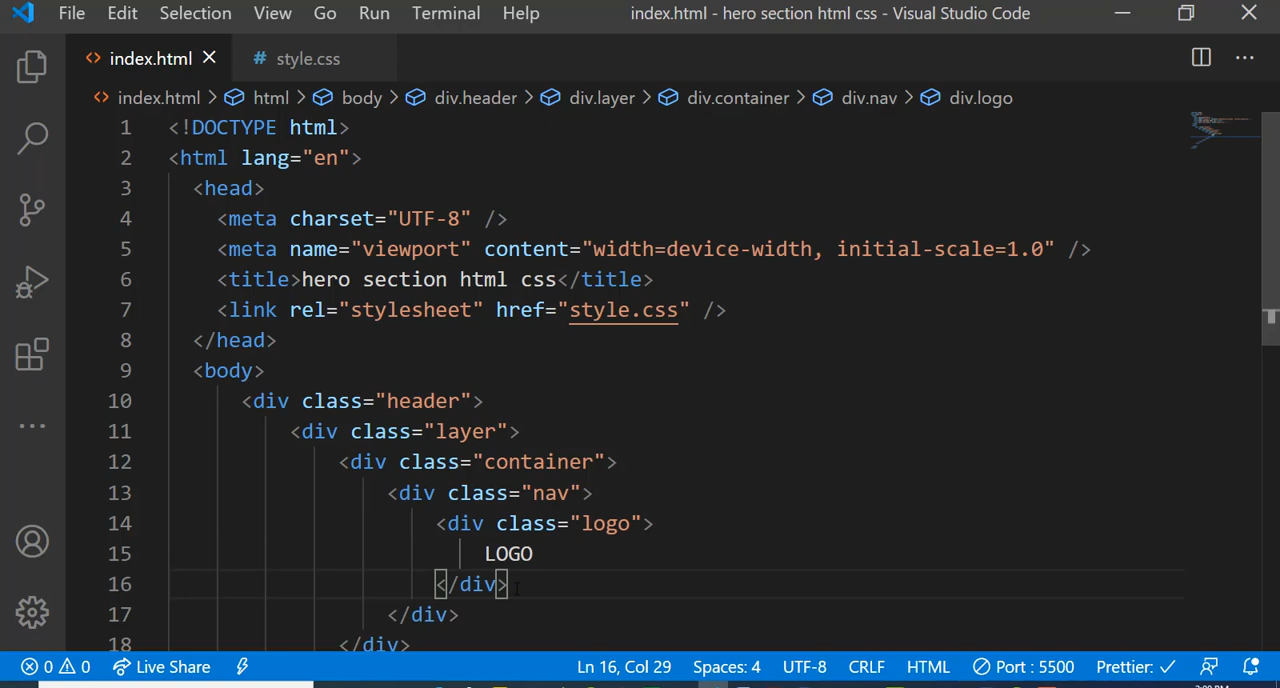 File Edit Selection View Go Run Terminal Help index.html - hero section html css - Visual Studio Code
<> index.html # style.css
<> index.html > html > body > div.header > div.layer > div.container > div.nav > div.logo
1 <!DOCTYPE html>
2 <html lang="en">
3 <head>
4 <meta charset="UTF-8" />
5 <meta name="viewport" content="width=device-width, initial-scale=1.0" />
6 <title>hero section html css</title>
7 <link rel="stylesheet" href="style.css" />
8 </head>
9 <body>
10 <div class="header">
11 <div class="layer">
12 <div class="container">
13 <div class="nav">
14 <div class="logo">
15 LOGO
16 </div>
17 </div>
18 </div>
0 0 Live Share Ln 16, Col 29 Spaces: 4 UTF-8 CRLF HTML Port : 5500 Prettier: ✓